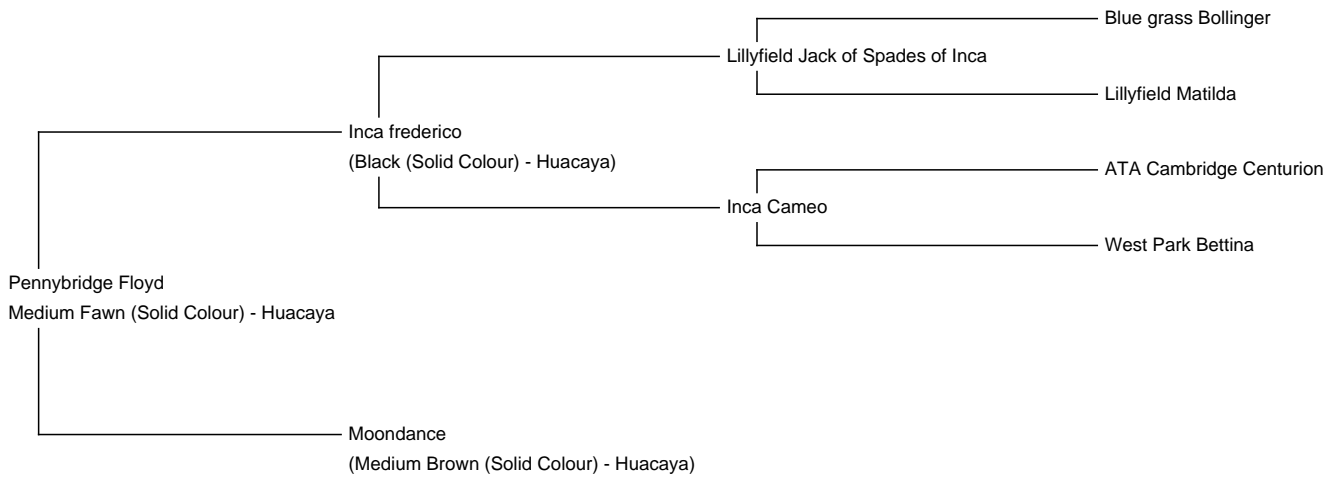 Blue grass Bollinger
Lillyfield Jack of Spades of Inca
Lillyfield Matilda
Inca frederico
(Black (Solid Colour) - Huacaya)
ATA Cambridge Centurion
Inca Cameo
West Park Bettina
Pennybridge Floyd
Medium Fawn (Solid Colour) - Huacaya
Moondance
(Medium Brown (Solid Colour) - Huacaya)